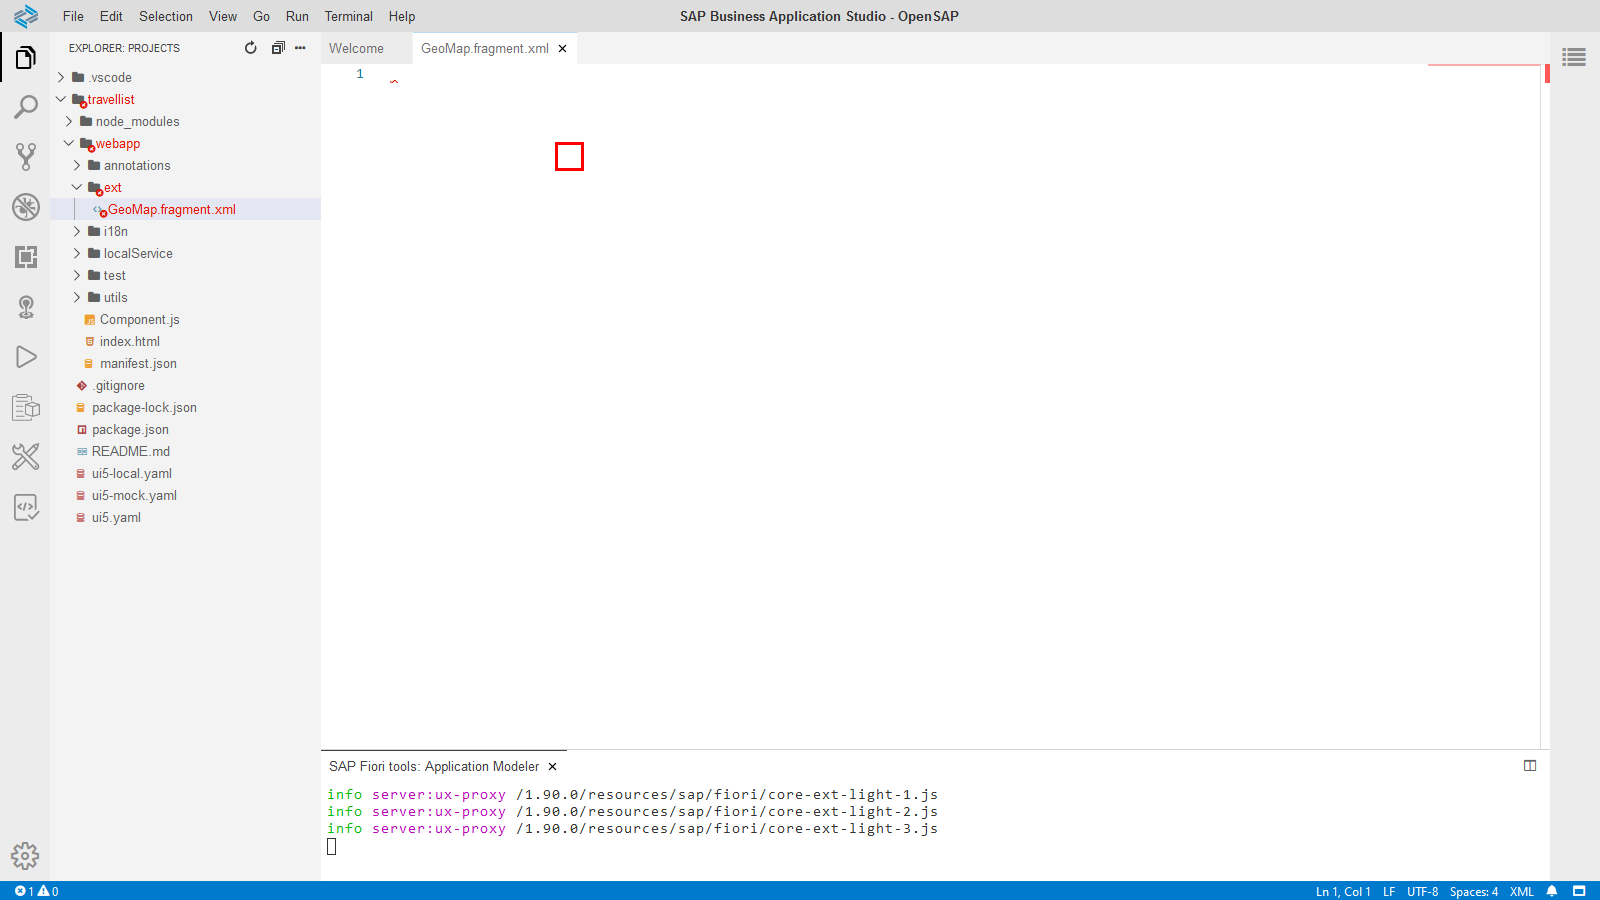 File Edit Selection View Go Run Terminal Help
SAP Business Application Studio - OpenSAP
EXPLORER: PROJECTS
Welcome
GeoMap.fragment.xml
1
.vscode
travellist
node_modules
webapp
annotations
ext
GeoMap.fragment.xml
i18n
localService
test
utils
Component.js
index.html
manifest.json
.gitignore
package-lock.json
package.json
README.md
ui5-local.yaml
ui5-mock.yaml
ui5.yaml
SAP Fiori tools: Application Modeler
info server:ux-proxy /1.90.0/resources/sap/fiori/core-ext-light-1.js
info server:ux-proxy /1.90.0/resources/sap/fiori/core-ext-light-2.js
info server:ux-proxy /1.90.0/resources/sap/fiori/core-ext-light-3.js
1 0
Ln 1, Col 1 LF UTF-8 Spaces: 4 XML